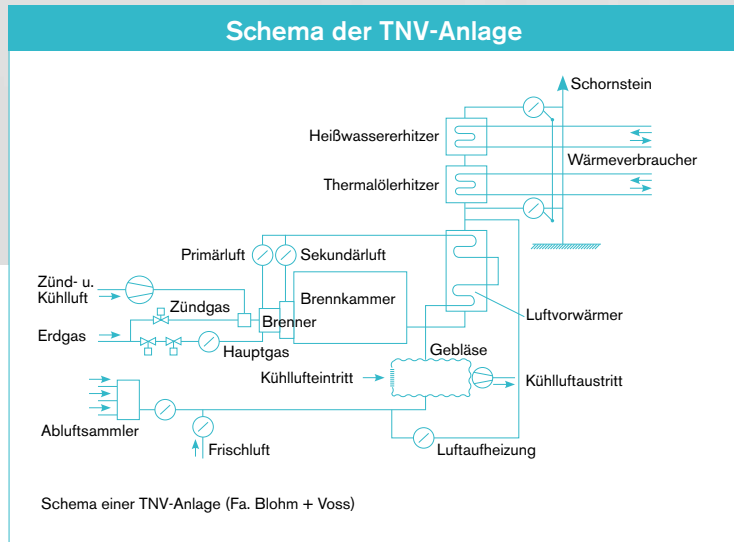 Schema der TNV-Anlage
Schornstein
Heißwassererhitzer
Wärmeverbraucher
Thermalölerhitzer
Primärluft
Sekundärluft
Zünd- u.
Kühlluft
Zündgas
Brennkammer
Brenner
Luftvorwärmer
Erdgas
Hauptgas
Gebläse
Kühllufteintritt
Kühlluftaustritt
Abluftsammler
Frischluft
Luftaufheizung
Schema einer TNV-Anlage (Fa. Blohm + Voss)